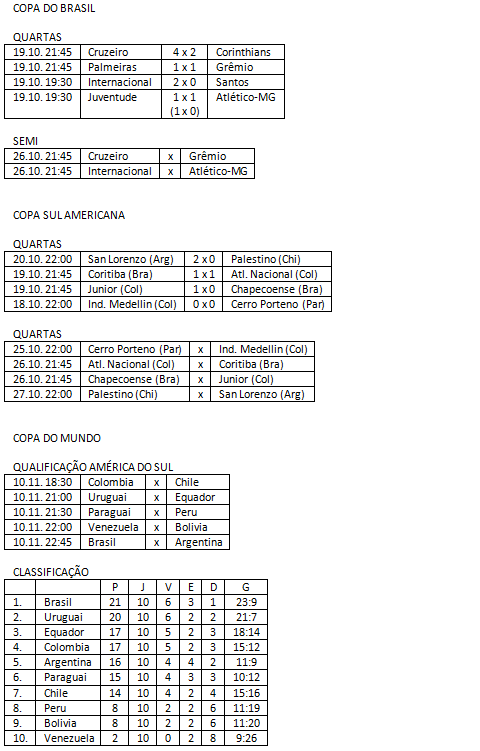 COPA DO BRASIL
QUARTAS
19.10. 21:45 Cruzeiro 4 x 2 Corinthians
19.10. 21:45 Palmeiras 1 x 1 Grêmio
19.10. 19:30 Internacional 2 x 0 Santos
19.10. 19:30 Juventude 1 x 1 Atlético-MG
(1 x 0)
SEMI
26.10. 21:45 Cruzeiro x Grêmio
26.10. 21:45 Internacional x Atlético-MG
COPA SUL AMERICANA
QUARTAS
20.10. 22:00 San Lorenzo (Arg) 2 x 0 Palestino (Chi)
19.10. 21:45 Coritiba (Bra) 1 x 1 Atl. Nacional (Col)
19.10. 21:45 Junior (Col) 1 x 0 Chapecoense (Bra)
18.10. 22:00 Ind. Medellin (Col) 0 x 0 Cerro Porteno (Par)
QUARTAS
25.10. 22:00 Cerro Porteno (Par) x Ind. Medellin (Col)
26.10. 21:45 Atl. Nacional (Col) x Coritiba (Bra)
26.10. 21:45 Chapecoense (Bra) x Junior (Col)
27.10. 22:00 Palestino (Chi) x San Lorenzo (Arg)
COPA DO MUNDO
QUALIFICAÇÃO AMÉRICA DO SUL
10.11. 18:30 Colombia x Chile
10.11. 21:00 Uruguai x Equador
10.11. 21:30 Paraguai x Peru
10.11. 22:00 Venezuela x Bolivia
10.11. 22:45 Brasil x Argentina
CLASSIFICAÇÃO
P J V E D G
1. Brasil 21 10 6 3 1 23:9
2. Uruguai 20 10 6 2 2 21:7
3. Equador 17 10 5 2 3 18:14
4. Colombia 17 10 5 2 3 15:12
5. Argentina 16 10 4 4 2 11:9
6. Paraguai 15 10 4 3 3 10:12
7. Chile 14 10 4 2 4 15:16
8. Peru 8 10 2 2 6 11:19
9. Bolivia 8 10 2 2 6 11:20
10. Venezuela 2 10 0 2 8 9:26